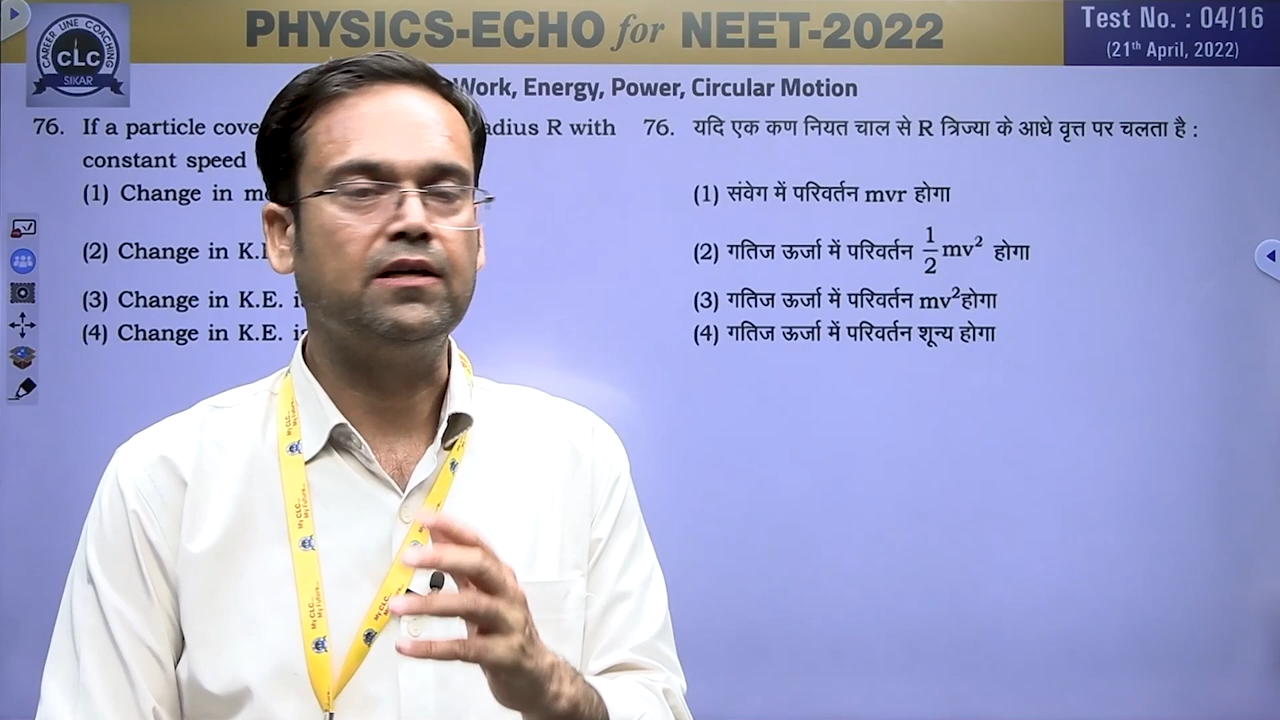 PHYSICS-ECHO for NEET-2022
Test No. : 04/16
(21th April, 2022)
CAREER LINE COACHING
CLC
SIKAR
Work, Energy, Power, Circular Motion
76. If a particle adius R with
constant speed
(1) Change in
(2) Change in
(3) Change in K.E.
(4) Change in K.E.
76. यदि एक कण नियत चाल से R त्रिज्या के आधे वृत्त पर चलता है :
(1) संवेग में परिवर्तन mvr होगा
(2) गतिज ऊर्जा में परिवर्तन 1/2 mv² होगा
(3) गतिज ऊर्जा में परिवर्तन mv²होगा
(4) गतिज ऊर्जा में परिवर्तन शून्य होगा
My CLC...
My Future...